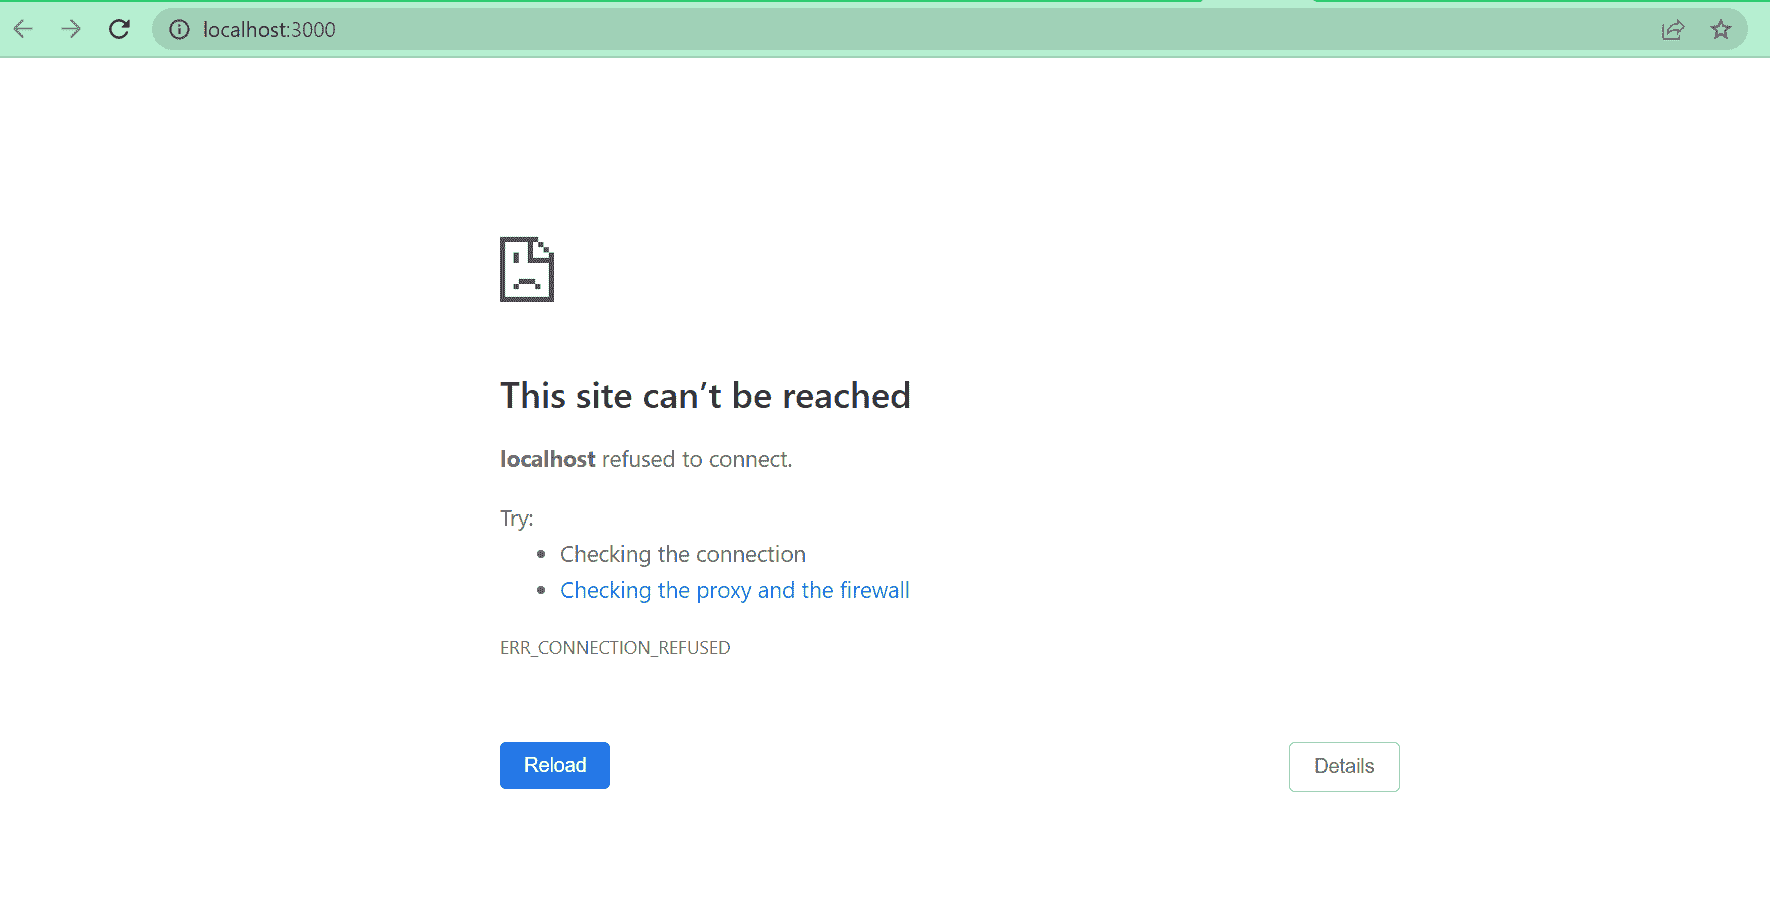 localhost:3000
This site can’t be reached
localhost refused to connect.
Try:
• Checking the connection
• Checking the proxy and the firewall
ERR_CONNECTION_REFUSED
Reload
Details